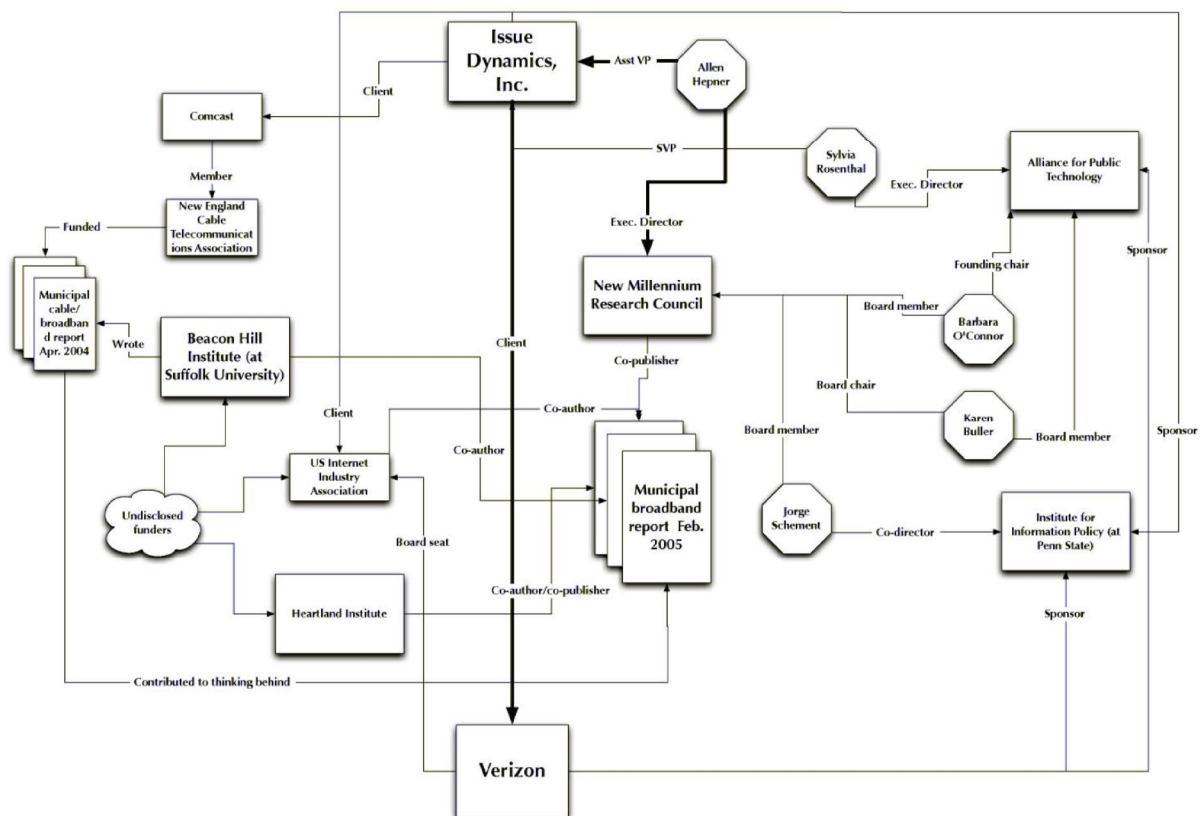 Issue
Dynamics,
Inc.
Asst VP
Allen
Hepner
Client
Comcast
SVP
Sylvia
Rosenthal
Alliance for Public
Technology
Member
Exec. Director
New England
Cable
Telecommunicat
ions Association
Funded
Exec. Director
Sponsor
Founding chair
New Millennium
Research Council
Municipal
cable/
broadban
d report
Apr. 2004
Board member
Barbara
O'Connor
Wrote
Beacon Hill
Institute (at
Suffolk University)
Client
Co-publisher
Board chair
Client
Co-author
Karen
Buller
Sponsor
Board member
Board member
Co-author
US Internet
Industry
Association
Municipal
broadband
report Feb.
2005
Undisclosed
funders
Jorge
Schement
Co-director
Institute for
Information Policy (at
Penn State)
Board seat
Co-author/co-publisher
Heartland Institute
Sponsor
Contributed to thinking behind
Verizon